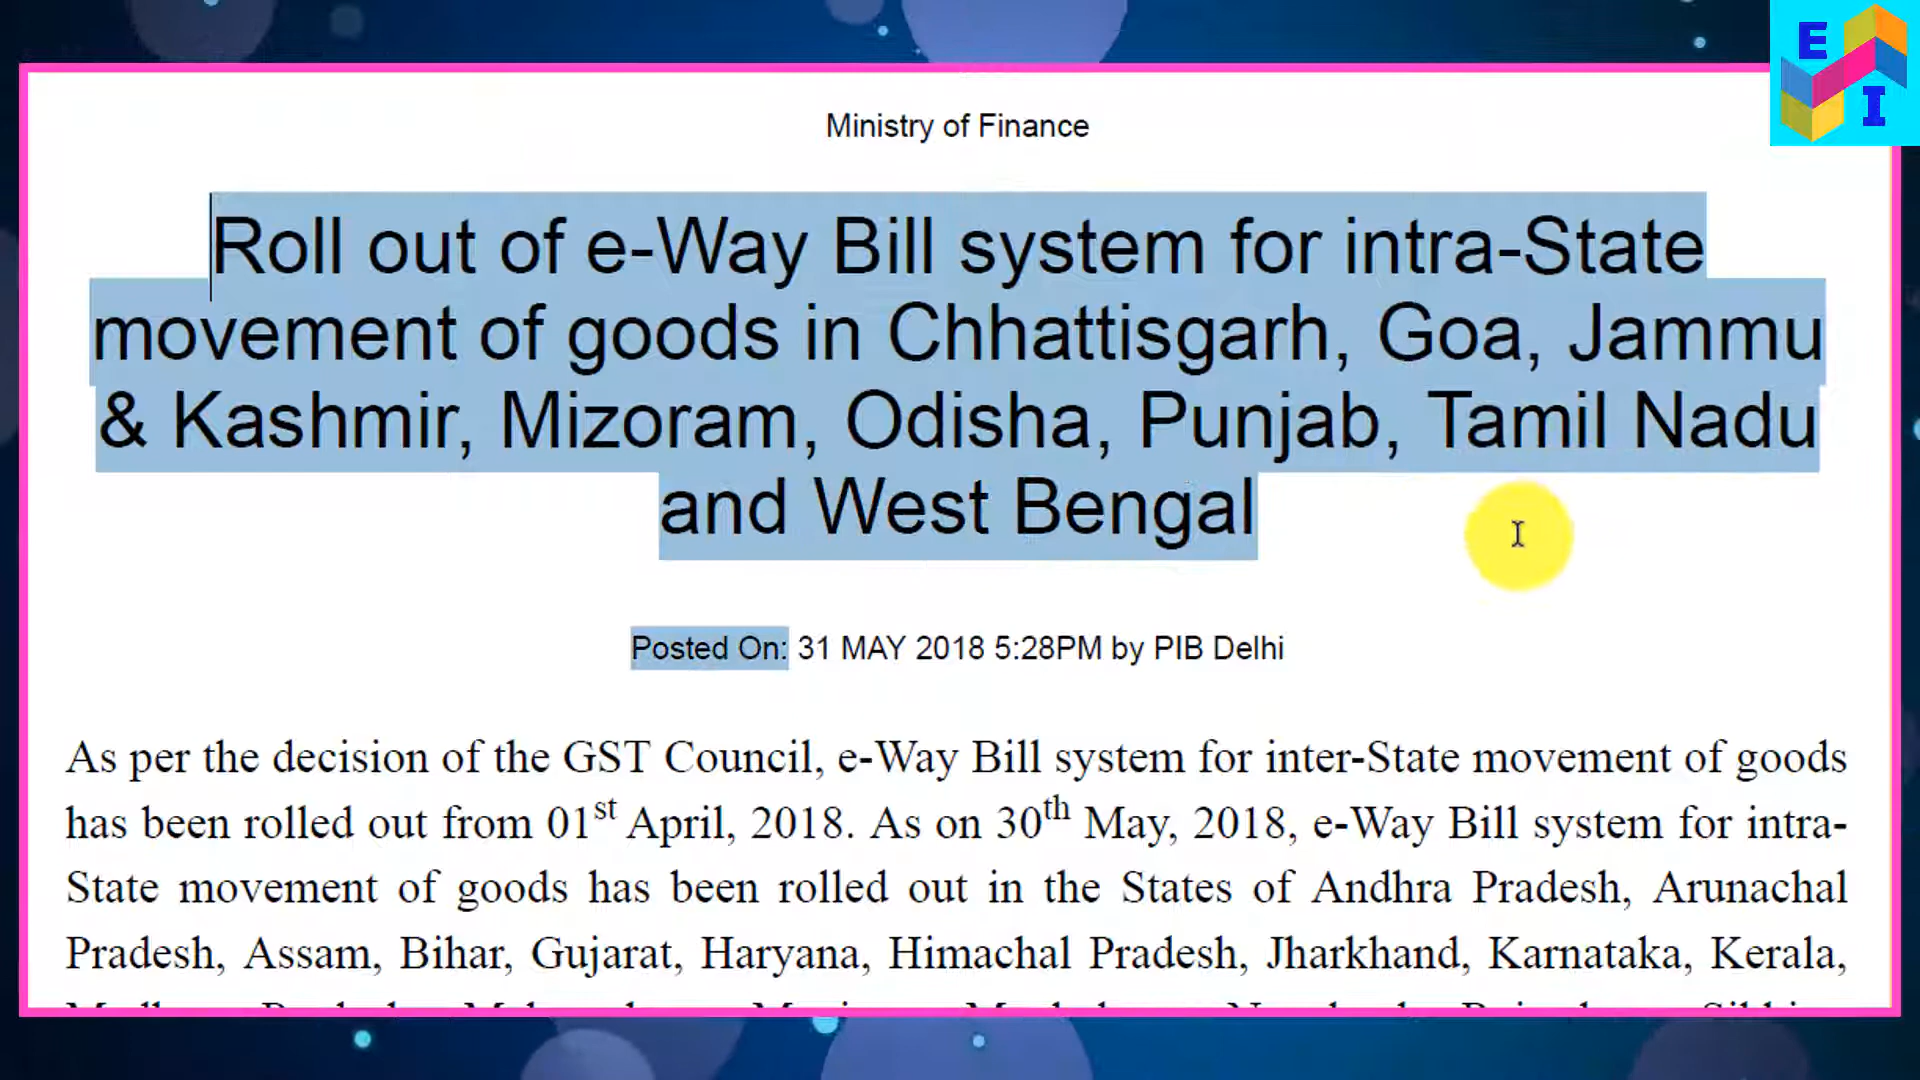 E
I
Ministry of Finance
Roll out of e-Way Bill system for intra-State
movement of goods in Chhattisgarh, Goa, Jammu
& Kashmir, Mizoram, Odisha, Punjab, Tamil Nadu
and West Bengal
Posted On: 31 MAY 2018 5:28PM by PIB Delhi
As per the decision of the GST Council, e-Way Bill system for inter-State movement of goods
has been rolled out from 01st April, 2018. As on 30th May, 2018, e-Way Bill system for intra-
State movement of goods has been rolled out in the States of Andhra Pradesh, Arunachal
Pradesh, Assam, Bihar, Gujarat, Haryana, Himachal Pradesh, Jharkhand, Karnataka, Kerala,